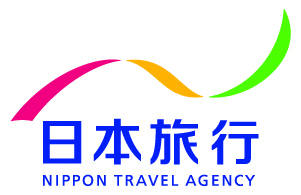 日本旅行
NIPPON TRAVEL AGENCY